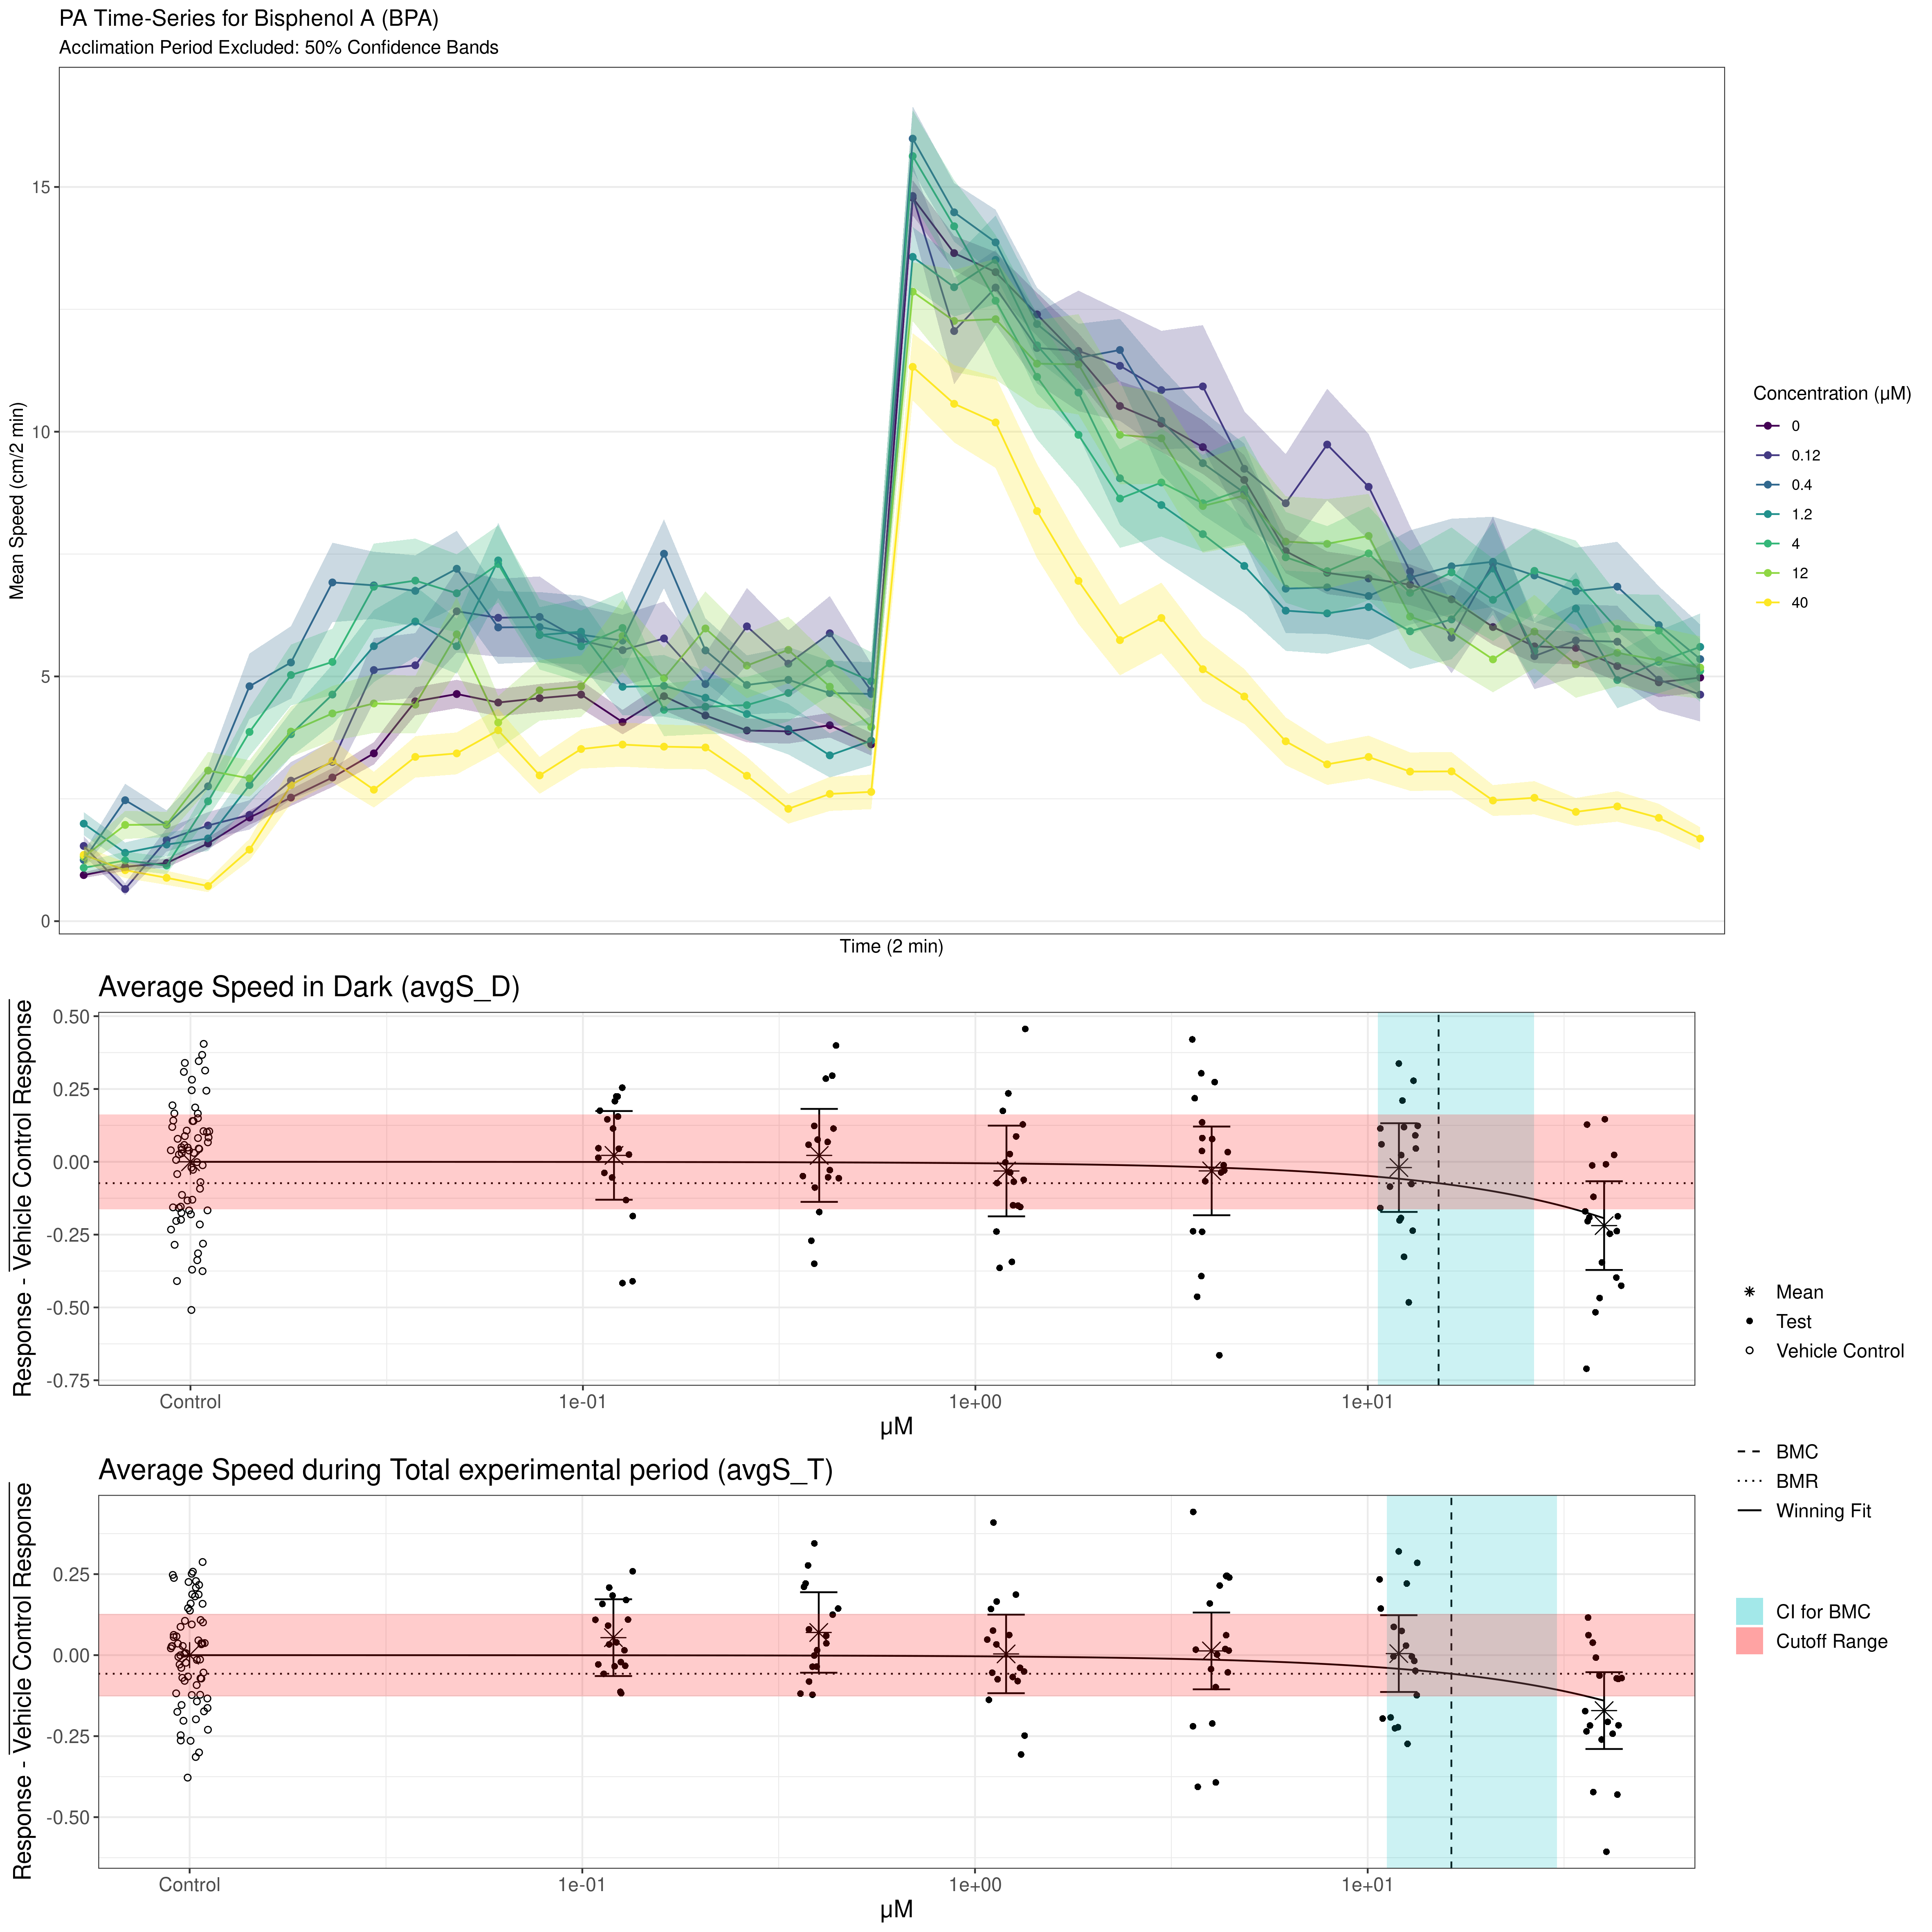 PA Time-Series for Bisphenol A (BPA)
Acclimation Period Excluded: 50% Confidence Bands
Mean Speed (cm/2 min)
15
10
5
0
Time (2 min)
Concentration (µM)
0
0.12
0.4
1.2
4
12
40
Average Speed in Dark (avgS_D)
Response - Vehicle Control Response
0.50
0.25
0.00
-0.25
-0.50
-0.75
Control
1e-01
1e+00
1e+01
µM
Average Speed during Total experimental period (avgS_T)
Response - Vehicle Control Response
0.25
0.00
-0.25
-0.50
Control
1e-01
1e+00
1e+01
µM
Mean
Test
Vehicle Control
BMC
BMR
Winning Fit
CI for BMC
Cutoff Range